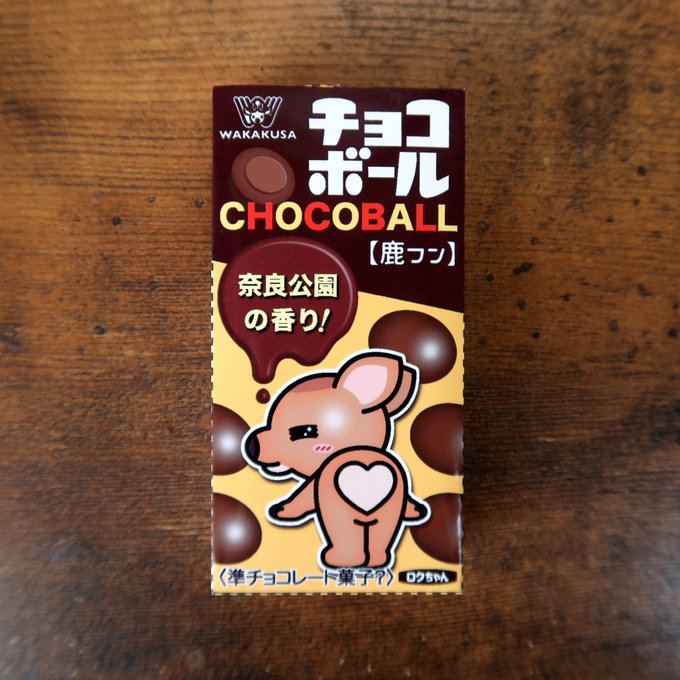 WAKAKUSA
チョコ
ボール
CHOCOBALL
【鹿フン】
奈良公園
の香り!
〈準チョコレート菓子?〉 ロクちゃん